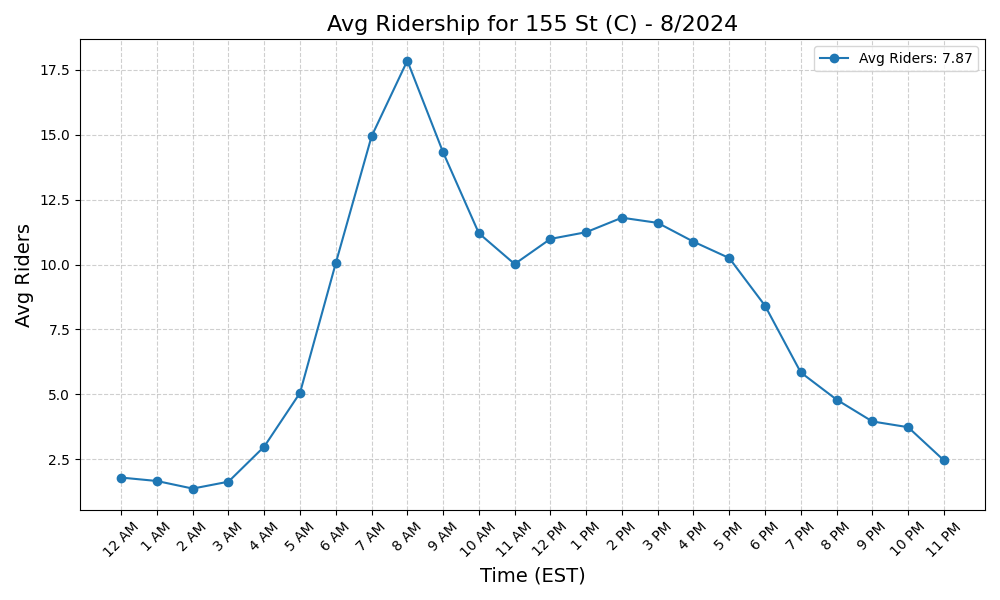 Avg Ridership for 155 St (C) - 8/2024
Avg Riders: 7.87
Avg Riders
17.5
15.0
12.5
10.0
7.5
5.0
2.5
12 AM
1 AM
2 AM
3 AM
4 AM
5 AM
6 AM
7 AM
8 AM
9 AM
10 AM
11 AM
12 PM
1 PM
2 PM
3 PM
4 PM
5 PM
6 PM
7 PM
8 PM
9 PM
10 PM
11 PM
Time (EST)